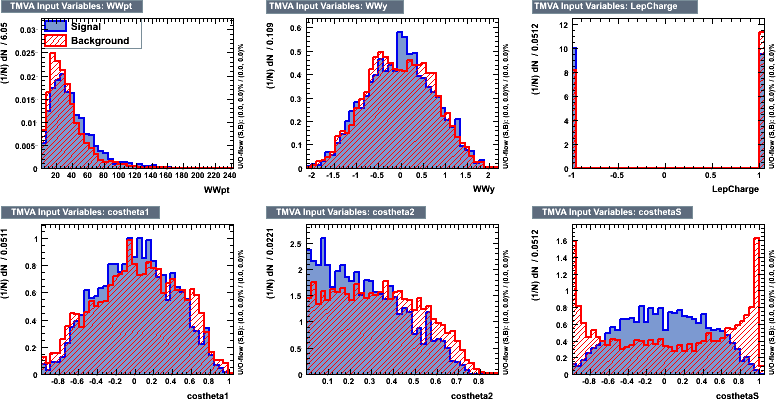 TMVA Input Variables: WWpt
(1/N) dN / 6.05
Signal
Background
0.03
0.025
0.02
0.015
0.01
0.005
0
20 40 60 80 100 120 140 160 180 200 220 240
WWpt
U/O-flow (S,B): (0.0, 0.0)% / (0.0, 0.0)%
TMVA Input Variables: WWy
(1/N) dN / 0.109
0.6
0.5
0.4
0.3
0.2
0.1
0
-2 -1.5 -1 -0.5 0 0.5 1 1.5 2
WWy
U/O-flow (S,B): (0.0, 0.0)% / (0.0, 0.0)%
TMVA Input Variables: LepCharge
(1/N) dN / 0.0512
12
10
8
6
4
2
0
-1 -0.5 0 0.5 1
LepCharge
U/O-flow (S,B): (0.0, 0.0)% / (0.0, 0.0)%
TMVA Input Variables: costheta1
(1/N) dN / 0.0511
1
0.8
0.6
0.4
0.2
0
-0.8 -0.6 -0.4 -0.2 0 0.2 0.4 0.6 0.8 1
costheta1
U/O-flow (S,B): (0.0, 0.0)% / (0.0, 0.0)%
TMVA Input Variables: costheta2
(1/N) dN / 0.0221
2.5
2
1.5
1
0.5
0
0.1 0.2 0.3 0.4 0.5 0.6 0.7 0.8
costheta2
U/O-flow (S,B): (0.0, 0.0)% / (0.0, 0.0)%
TMVA Input Variables: costhetaS
(1/N) dN / 0.0512
1.6
1.4
1.2
1
0.8
0.6
0.4
0.2
0
-0.8 -0.6 -0.4 -0.2 0 0.2 0.4 0.6 0.8 1
costhetaS
U/O-flow (S,B): (0.0, 0.0)% / (0.0, 0.0)%